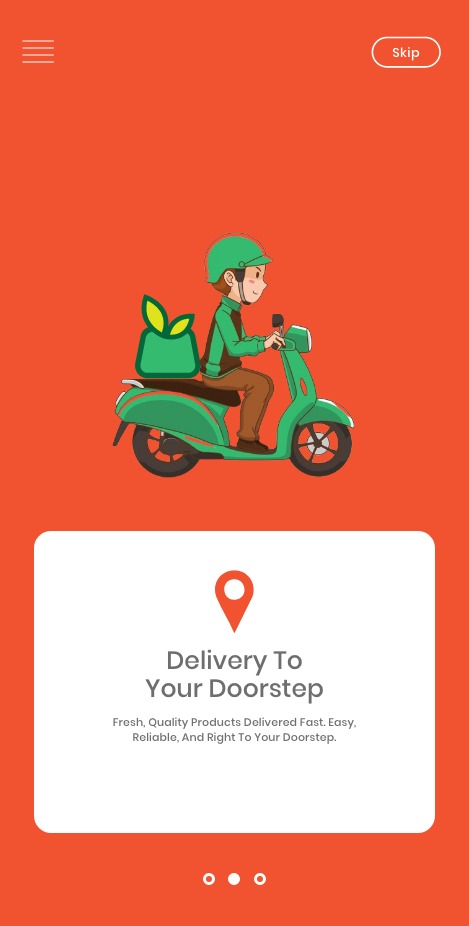 Skip
Delivery To
Your Doorstep
Fresh, Quality Products Delivered Fast. Easy,
Reliable, And Right To Your Doorstep.